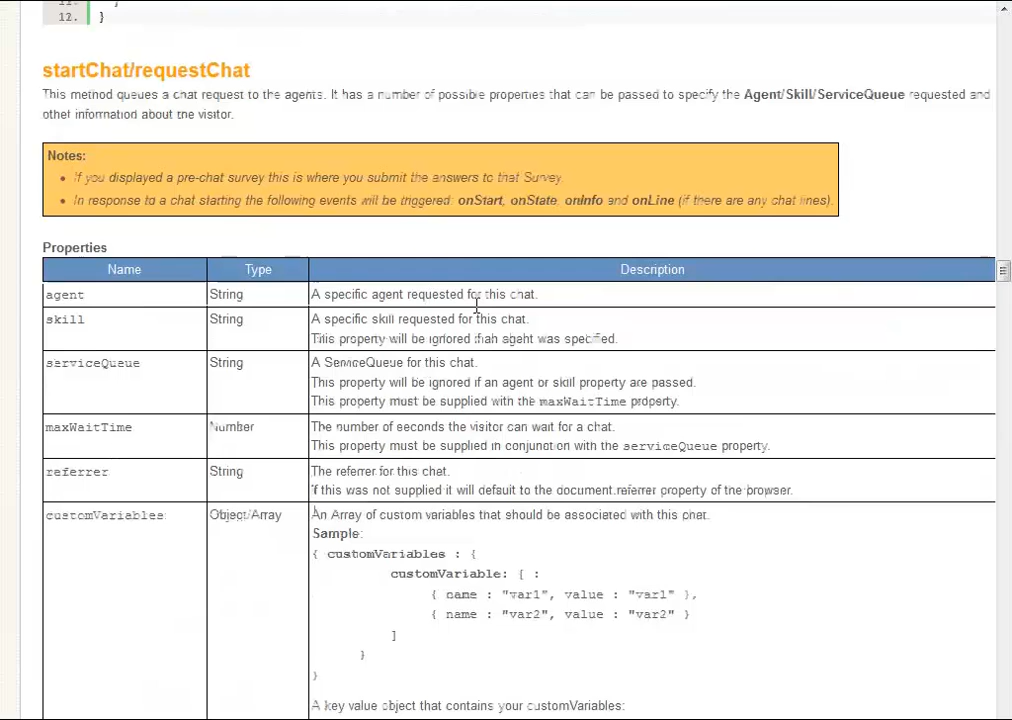 12. }
startChat/requestChat
This method queues a chat request to the agents. It has a number of possible properties that can be passed to specify the Agent/Skill/ServiceQueue requested and
other information about the visitor.
Notes:
• If you displayed a pre-chat survey this is where you submit the answers to that Survey.
• In response to a chat starting the following events will be triggered: onStart, onState, onInfo and onLine (if there are any chat lines).
Properties
Name Type Description
agent String A specific agent requested for this chat.
skill String A specific skill requested for this chat.
This property will be ignored if an agent was specified.
serviceQueue String A ServiceQueue for this chat.
This property will be ignored if an agent or skill property are passed.
This property must be supplied with the maxWaitTime property.
maxWaitTime Number The number of seconds the visitor can wait for a chat.
This property must be supplied in conjunction with the serviceQueue property.
referrer String The referrer for this chat.
If this was not supplied it will default to the document.referrer property of the browser.
customVariables Object/Array An Array of custom variables that should be associated with this chat.
Sample:
{ customVariables : {
customVariable: [ :
{ name : "var1", value : "var1" },
{ name : "var2", value : "var2" }
]
}
}
A key value object that contains your customVariables: